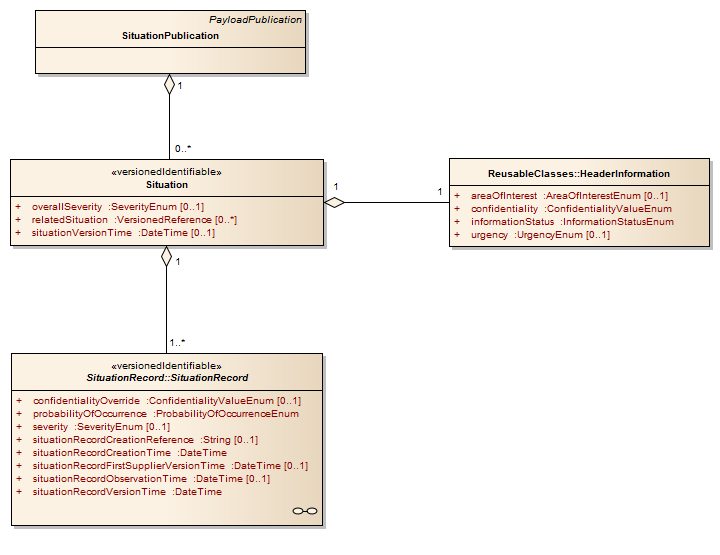 PayloadPublication
SituationPublication
1
0..*
«versionedIdentifiable»
Situation
+ overallSeverity :SeverityEnum [0..1]
+ relatedSituation :VersionedReference [0..*]
+ situationVersionTime :DateTime [0..1]
1
1
ReusableClasses::HeaderInformation
+ areaOfInterest :AreaOfInterestEnum [0..1]
+ confidentiality :ConfidentialityValueEnum
+ informationStatus :InformationStatusEnum
+ urgency :UrgencyEnum [0..1]
1
1..*
«versionedIdentifiable»
SituationRecord::SituationRecord
+ confidentialityOverride :ConfidentialityValueEnum [0..1]
+ probabilityOfOccurrence :ProbabilityOfOccurrenceEnum
+ severity :SeverityEnum [0..1]
+ situationRecordCreationReference :String [0..1]
+ situationRecordCreationTime :DateTime
+ situationRecordFirstSupplierVersionTime :DateTime [0..1]
+ situationRecordObservationTime :DateTime [0..1]
+ situationRecordVersionTime :DateTime